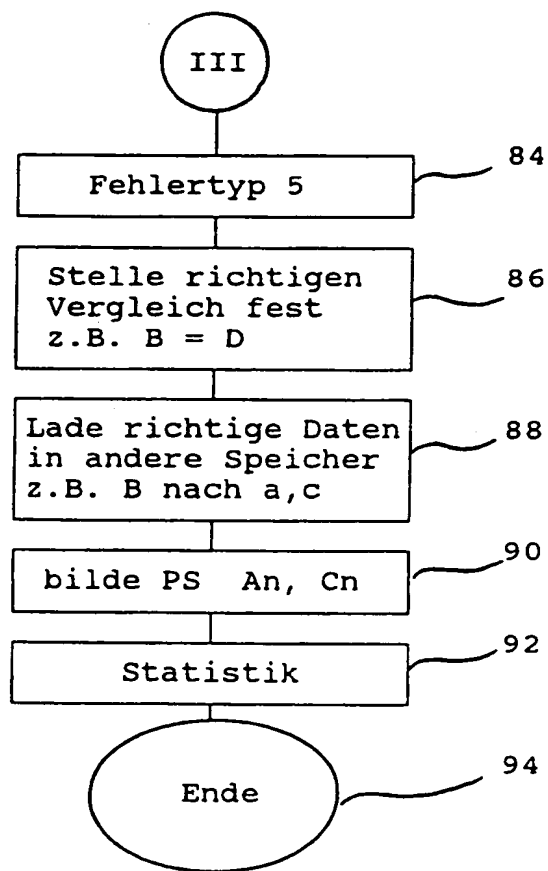 III
Fehlertyp 5
84
Stelle richtigen
Vergleich fest
z.B. B = D
86
Lade richtige Daten
in andere Speicher
z.B. B nach a,c
88
bilde PS An, Cn
90
Statistik
92
Ende
94